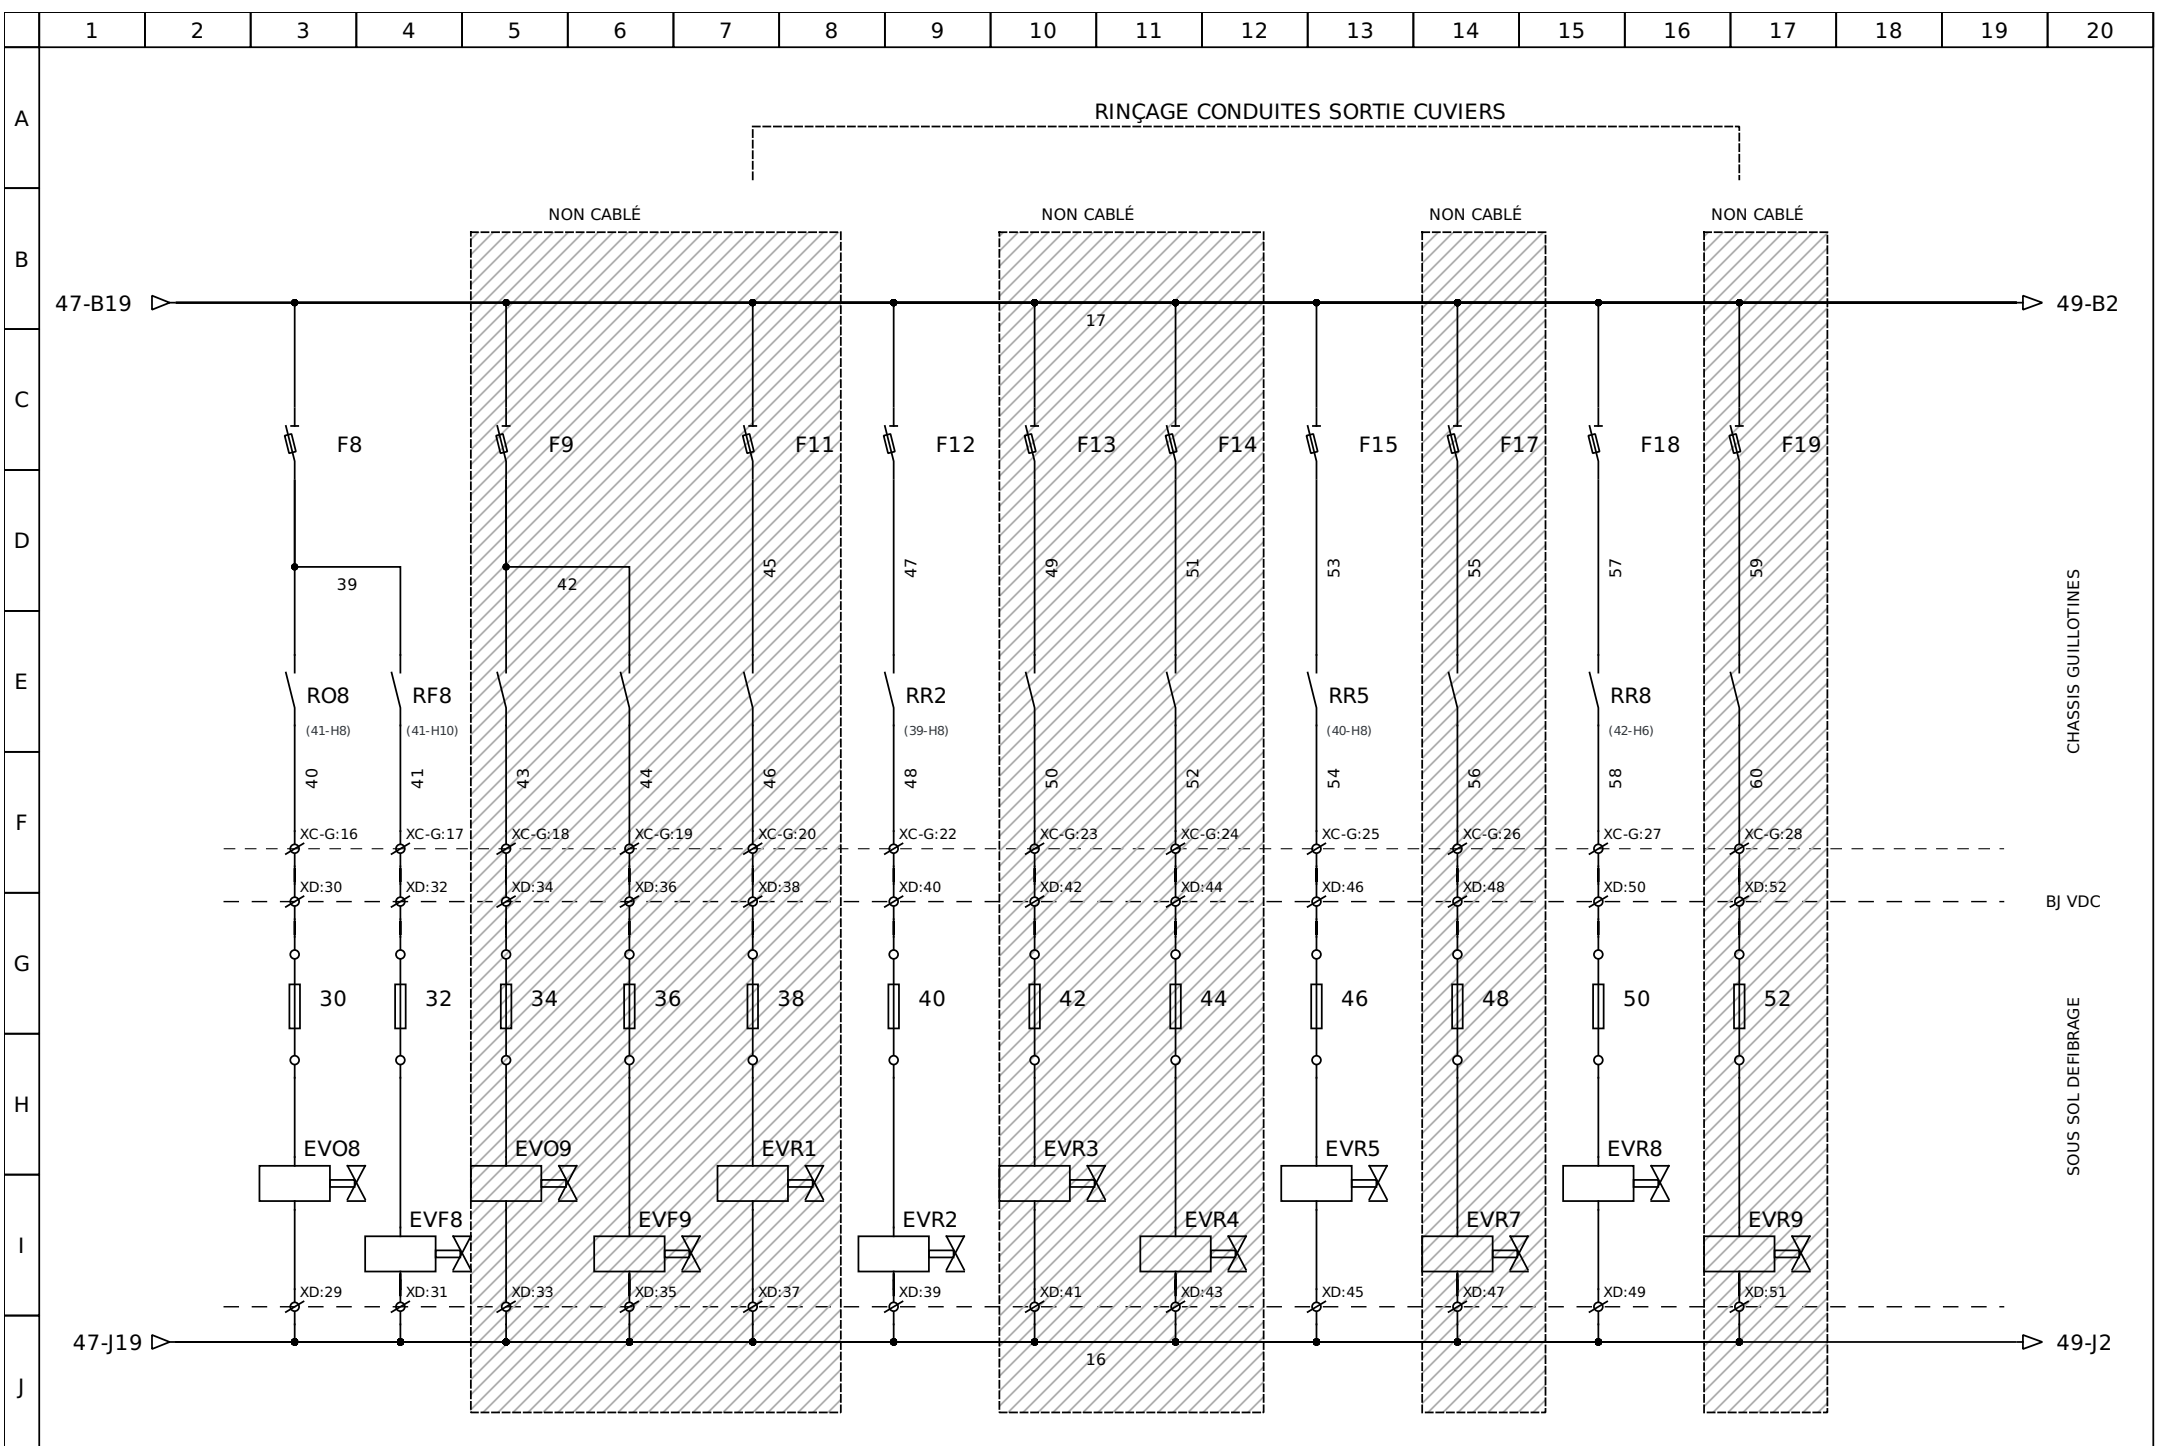 1 2 3 4 5 6 7 8 9 10 11 12 13 14 15 16 17 18 19 20
A
RINÇAGE CONDUITES SORTIE CUVIERS
NON CABLÉ NON CABLÉ NON CABLÉ NON CABLÉ
B
47-B19 49-B2
17
C
F8 F9 F11 F12 F13 F14 F15 F17 F18 F19
D
45 47 49 51 53 55 57 59
39 42
CHASSIS GUILLOTINES
E
RO8 RF8 RR2 RR5 RR8
(41-H8) (41-H10) (39-H8) (40-H8) (42-H6)
40 41 43 44 46 48 50 52 54 56 58 60
F
XC-G:16 XC-G:17 XC-G:18 XC-G:19 XC-G:20 XC-G:22 XC-G:23 XC-G:24 XC-G:25 XC-G:26 XC-G:27 XC-G:28
XD:30 XD:32 XD:34 XD:36 XD:38 XD:40 XD:42 XD:44 XD:46 XD:48 XD:50 XD:52
BJ VDC
G
30 32 34 36 38 40 42 44 46 48 50 52
SOUS SOL DEFIBRAGE
H
EVO8 EVO9 EVR1 EVR3 EVR5 EVR8
EVF8 EVF9 EVR2 EVR4 EVR7 EVR9
I
XD:29 XD:31 XD:33 XD:35 XD:37 XD:39 XD:41 XD:43 XD:45 XD:47 XD:49 XD:51
47-J19 49-J2
16
J